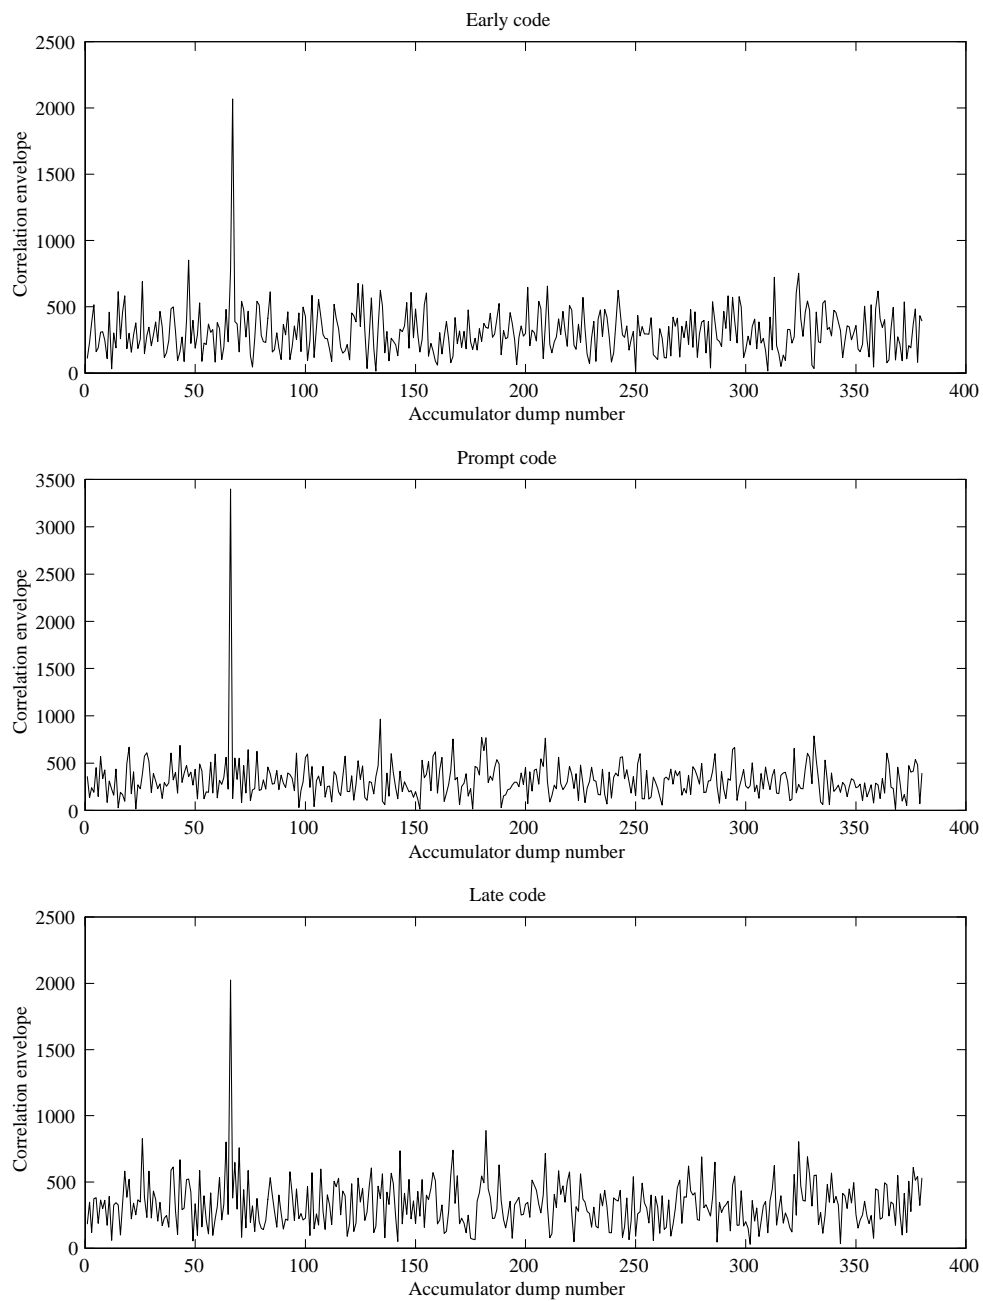 Early code
2500
2000
1500
1000
500
0
0 50 100 150 200 250 300 350 400
Correlation envelope
Accumulator dump number
Prompt code
3500
3000
2500
2000
1500
1000
500
0
0 50 100 150 200 250 300 350 400
Correlation envelope
Accumulator dump number
Late code
2500
2000
1500
1000
500
0
0 50 100 150 200 250 300 350 400
Correlation envelope
Accumulator dump number